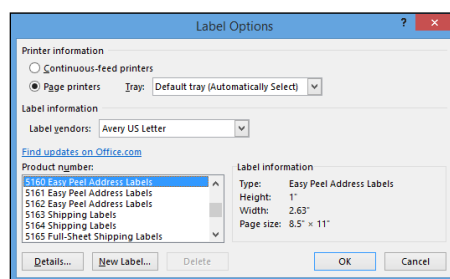 Label Options
Printer information
Continuous-feed printers
Page printers Tray: Default tray (Automatically Select)
Label information
Label vendors: Avery US Letter
Find updates on Office.com
Product number:
5160 Easy Peel Address Labels
5161 Easy Peel Address Labels
5162 Easy Peel Address Labels
5163 Shipping Labels
5164 Shipping Labels
5165 Full-Sheet Shipping Labels
Label information
Type: Easy Peel Address Labels
Height: 1"
Width: 2.63"
Page size: 8.5" × 11"
Details... New Label... Delete OK Cancel